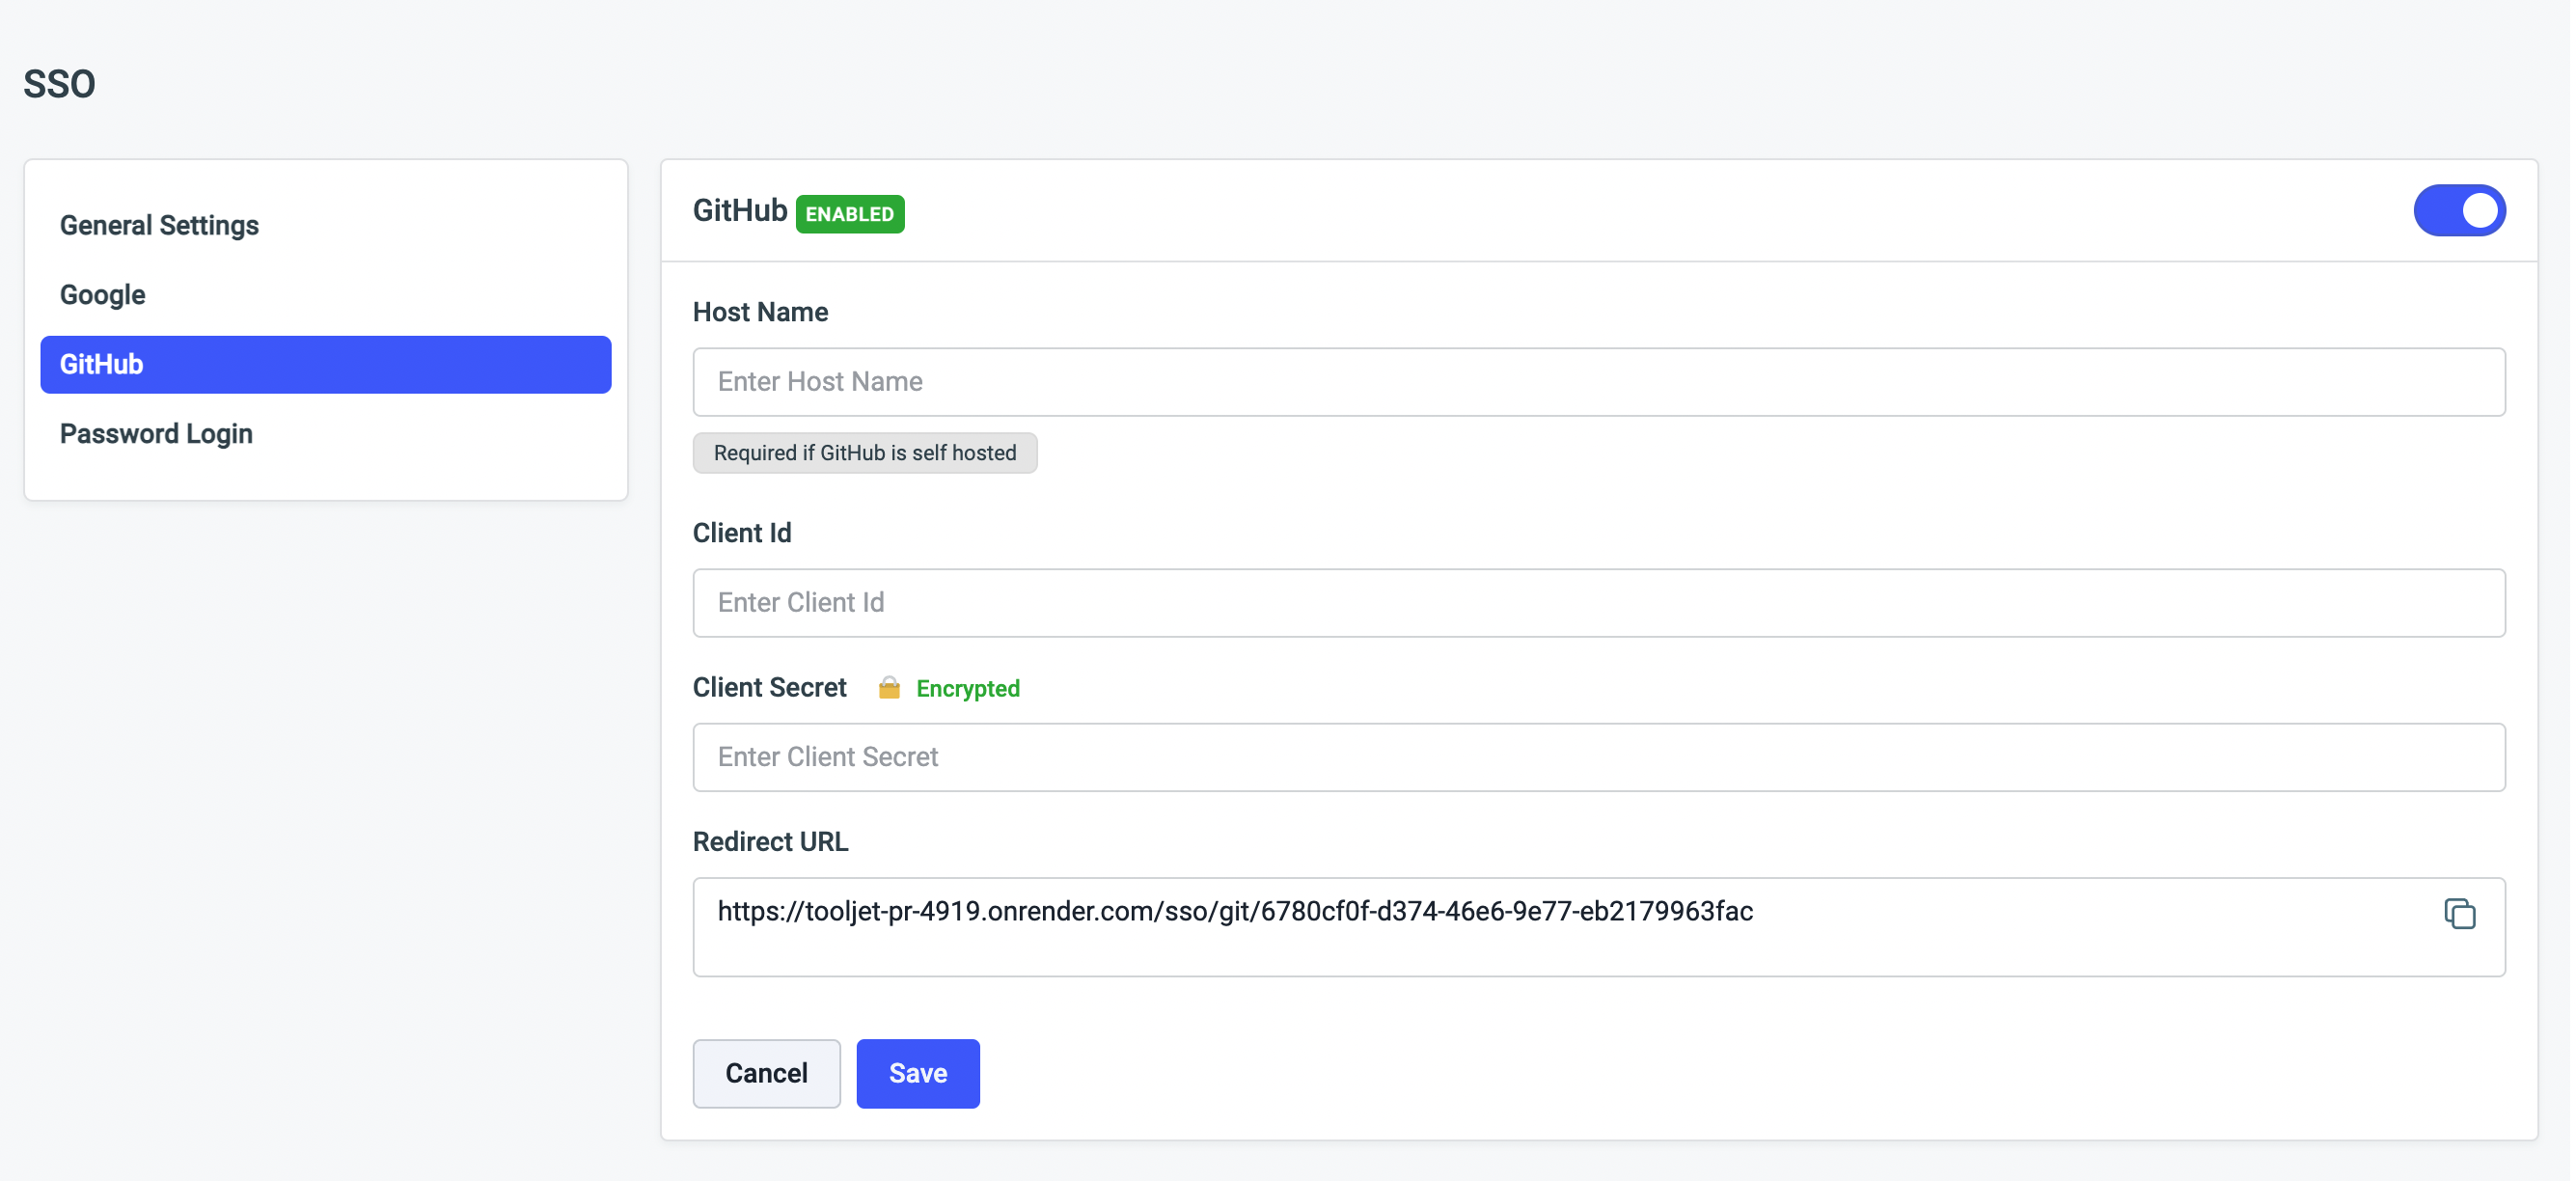 SSO
General Settings
Google
GitHub
Password Login
GitHub ENABLED
Host Name
Enter Host Name
Required if GitHub is self hosted
Client Id
Enter Client Id
Client Secret Encrypted
Enter Client Secret
Redirect URL
https://tooljet-pr-4919.onrender.com/sso/git/6780cf0f-d374-46e6-9e77-eb2179963fac
Cancel Save